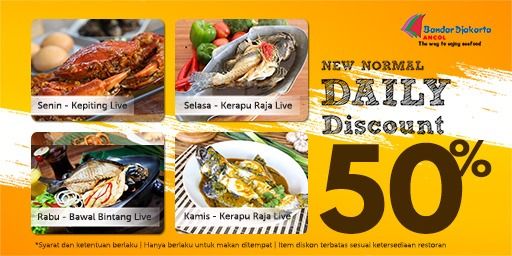 Bandar Djakarta
ANCOL
The way to enjoy seafood
NEW NORMAL
DAILY
Discount
50%
Senin - Kepiting Live
Selasa - Kerapu Raja Live
Rabu - Bawal Bintang Live
Kamis - Kerapu Raja Live
*Syarat dan ketentuan berlaku | Hanya berlaku untuk makan ditempat | Item diskon terbatas sesuai ketersediaan restoran